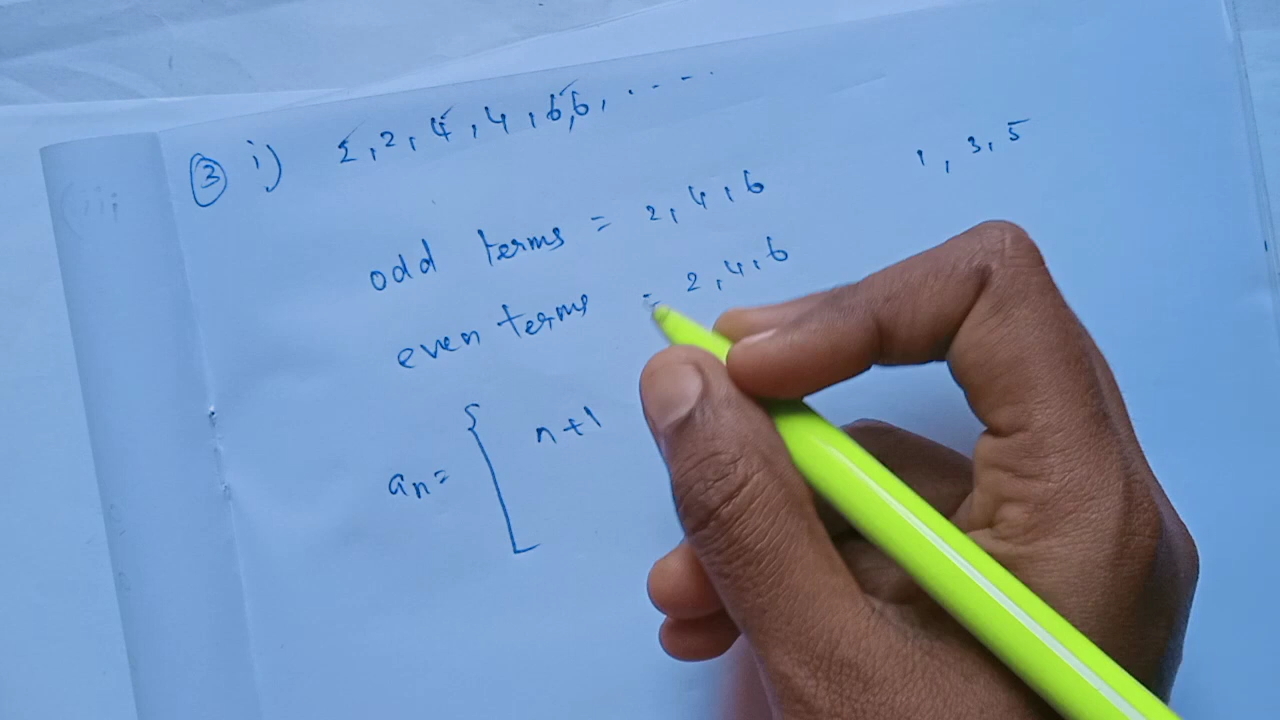 ③ i) 2, 2, 4, 4, 6, 6, .....
1, 3, 5
odd terms = 2, 4, 6
even terms = 2, 4, 6
aₙ = { n+1